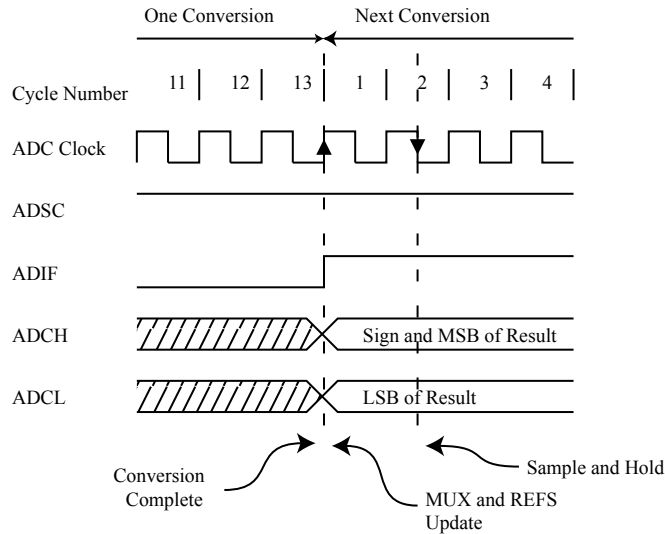 One Conversion Next Conversion
Cycle Number 11 12 13 1 2 3 4
ADC Clock
ADSC
ADIF
ADCH Sign and MSB of Result
ADCL LSB of Result
Sample and Hold
Conversion
Complete
MUX and REFS
Update